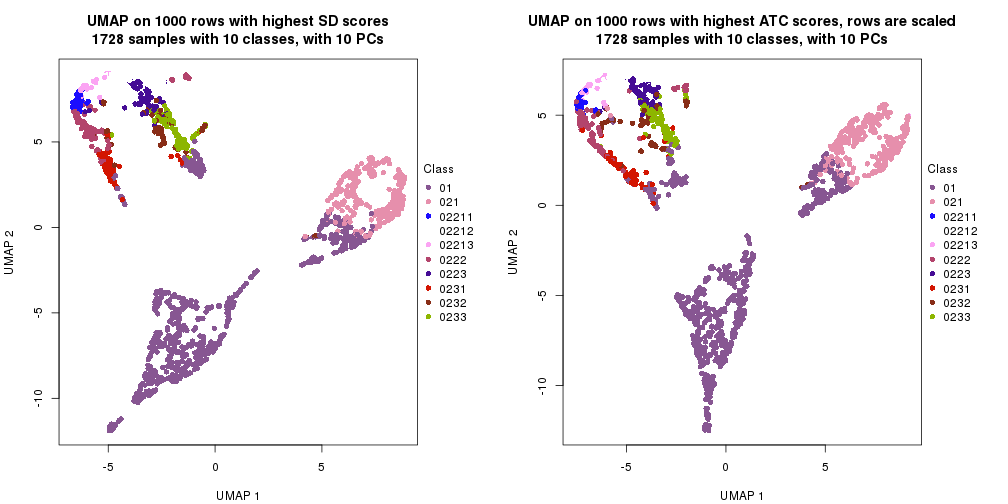 UMAP on 1000 rows with highest SD scores
1728 samples with 10 classes, with 10 PCs
5
0
-5
-10
UMAP 2
-5 0 5
UMAP 1
Class
01
021
02211
02212
02213
0222
0223
0231
0232
0233
UMAP on 1000 rows with highest ATC scores, rows are scaled
1728 samples with 10 classes, with 10 PCs
5
0
-5
-10
UMAP 2
-5 0 5
UMAP 1
Class
01
021
02211
02212
02213
0222
0223
0231
0232
0233